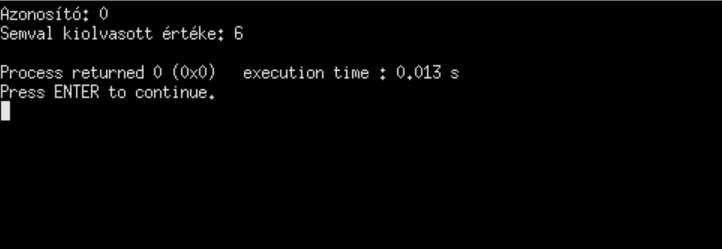 Azonosító: 0
Semval kiolvasott értéke: 6
Process returned 0 (0x0)   execution time : 0.013 s
Press ENTER to continue.